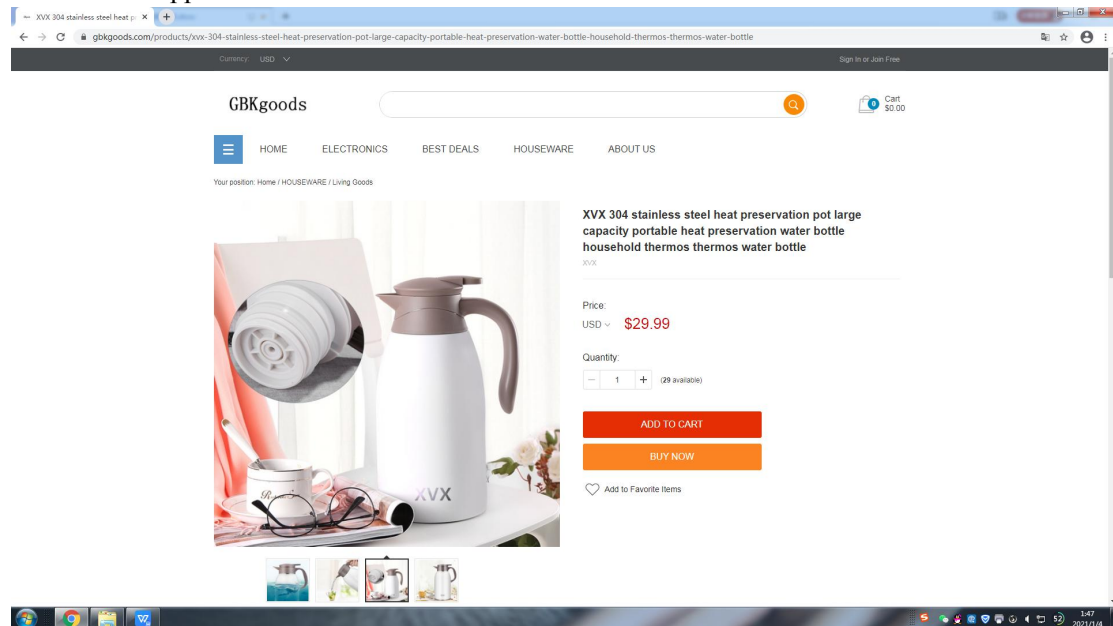 XVX 304 stainless steel heat p
gbkgoods.com/products/xvx-304-stainless-steel-heat-preservation-pot-large-capacity-portable-heat-preservation-water-bottle-household-thermos-thermos-water-bottle
Currency: USD
Sign In or Join Free
GBKgoods
0
Cart
$0.00
HOME ELECTRONICS BEST DEALS HOUSEWARE ABOUT US
Your position: Home / HOUSEWARE / Living Goods
XVX 304 stainless steel heat preservation pot large
capacity portable heat preservation water bottle
household thermos thermos water bottle
XVX
Price:
USD $29.99
Quantity:
1 (29 available)
ADD TO CART
BUY NOW
Add to Favorite Items
XVX
52
1:47
2021/1/4